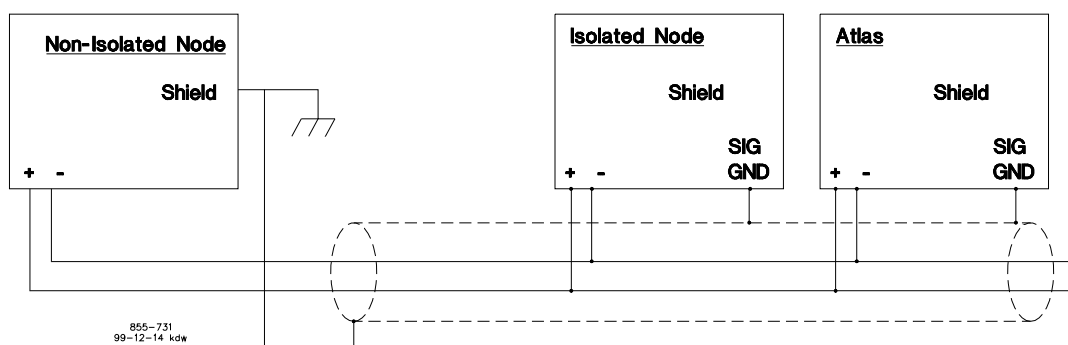 Non-Isolated Node
Shield
+ -
Isolated Node
Shield
SIG
GND
+ -
Atlas
Shield
SIG
GND
+ -
855-731
99-12-14 kdw